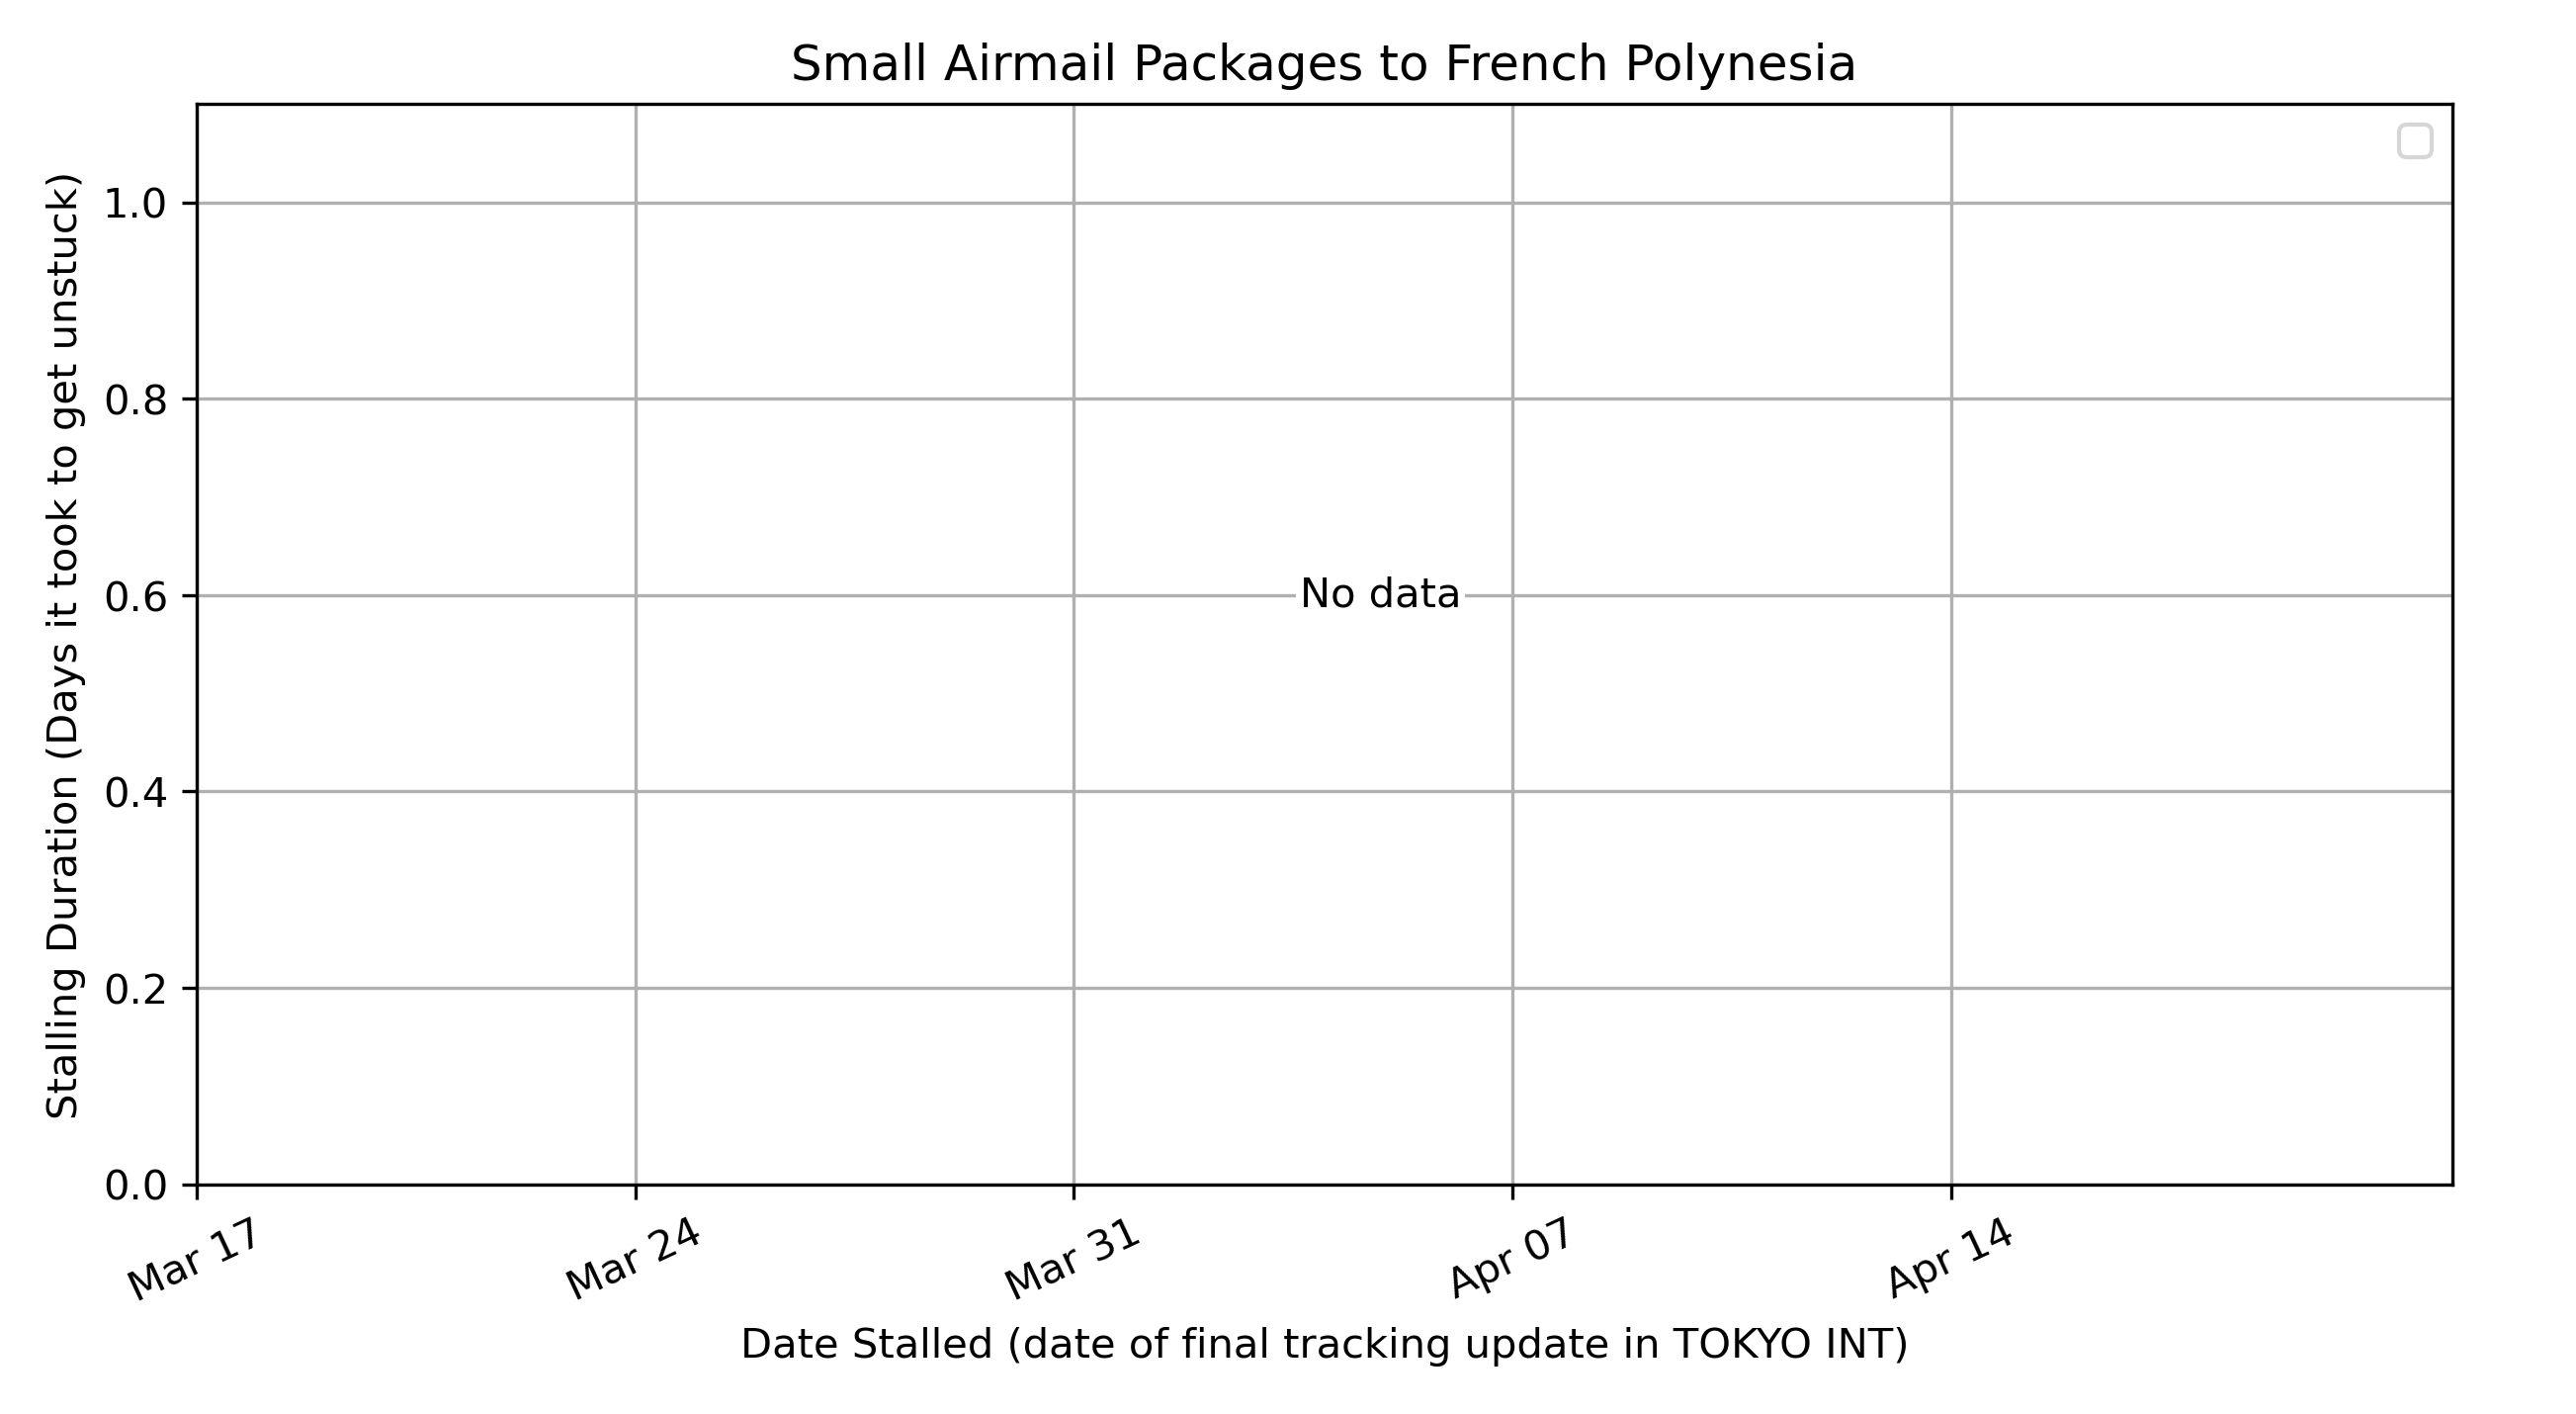 Small Airmail Packages to French Polynesia
Stalling Duration (Days it took to get unstuck)
1.0
0.8
0.6
0.4
0.2
0.0
No data
Mar 17
Mar 24
Mar 31
Apr 07
Apr 14
Date Stalled (date of final tracking update in TOKYO INT)